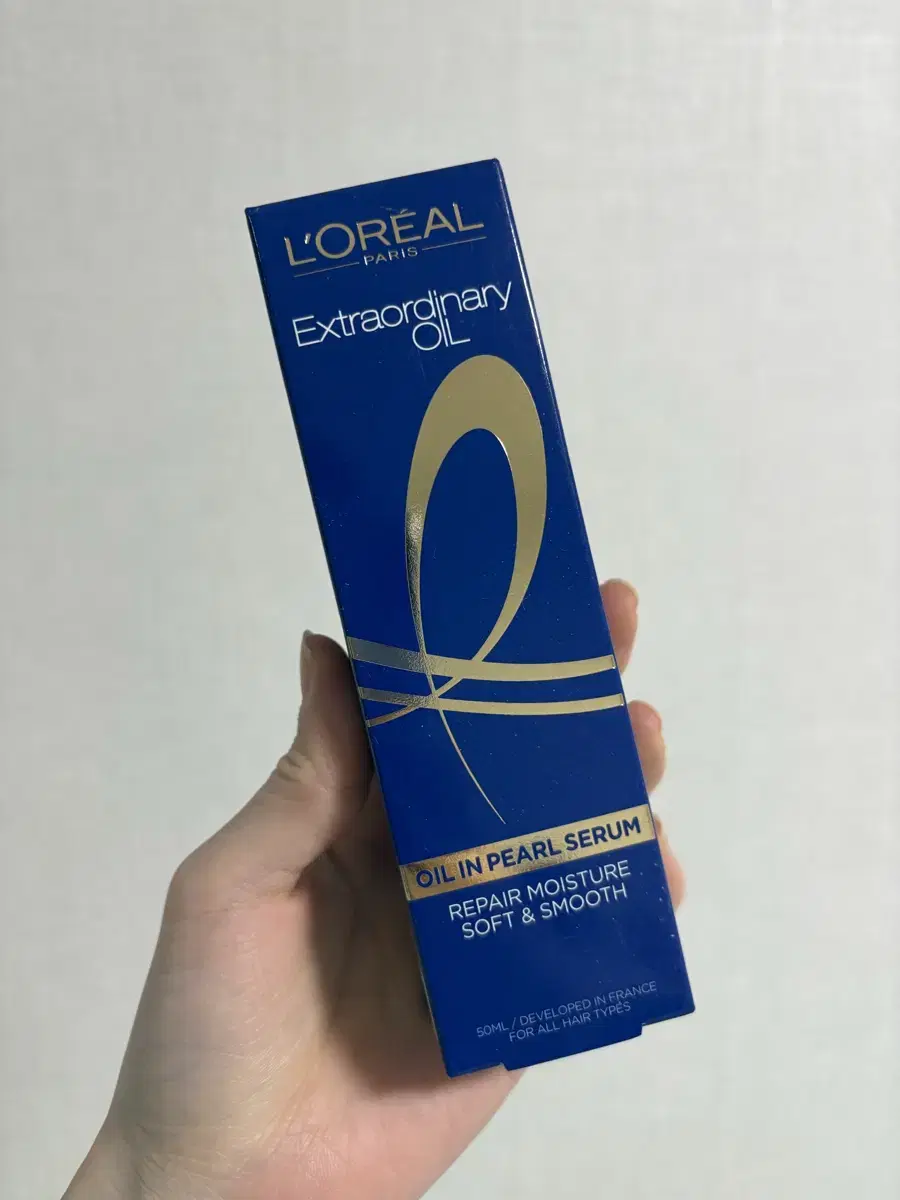 L'ORÉAL
PARIS
Extraordinary
OIL
OIL IN PEARL SERUM
REPAIR MOISTURE
SOFT & SMOOTH
50ML / DEVELOPED IN FRANCE
FOR ALL HAIR TYPES